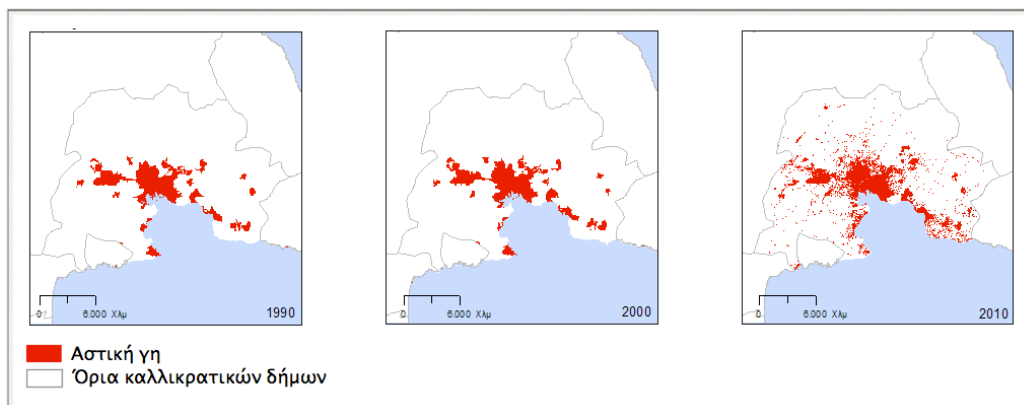 0 6.000 Χλμ 1990
0 6.000 Χλμ 2000
0 6.000 Χλμ 2010
Αστική γη
Όρια καλλικρατικών δήμων